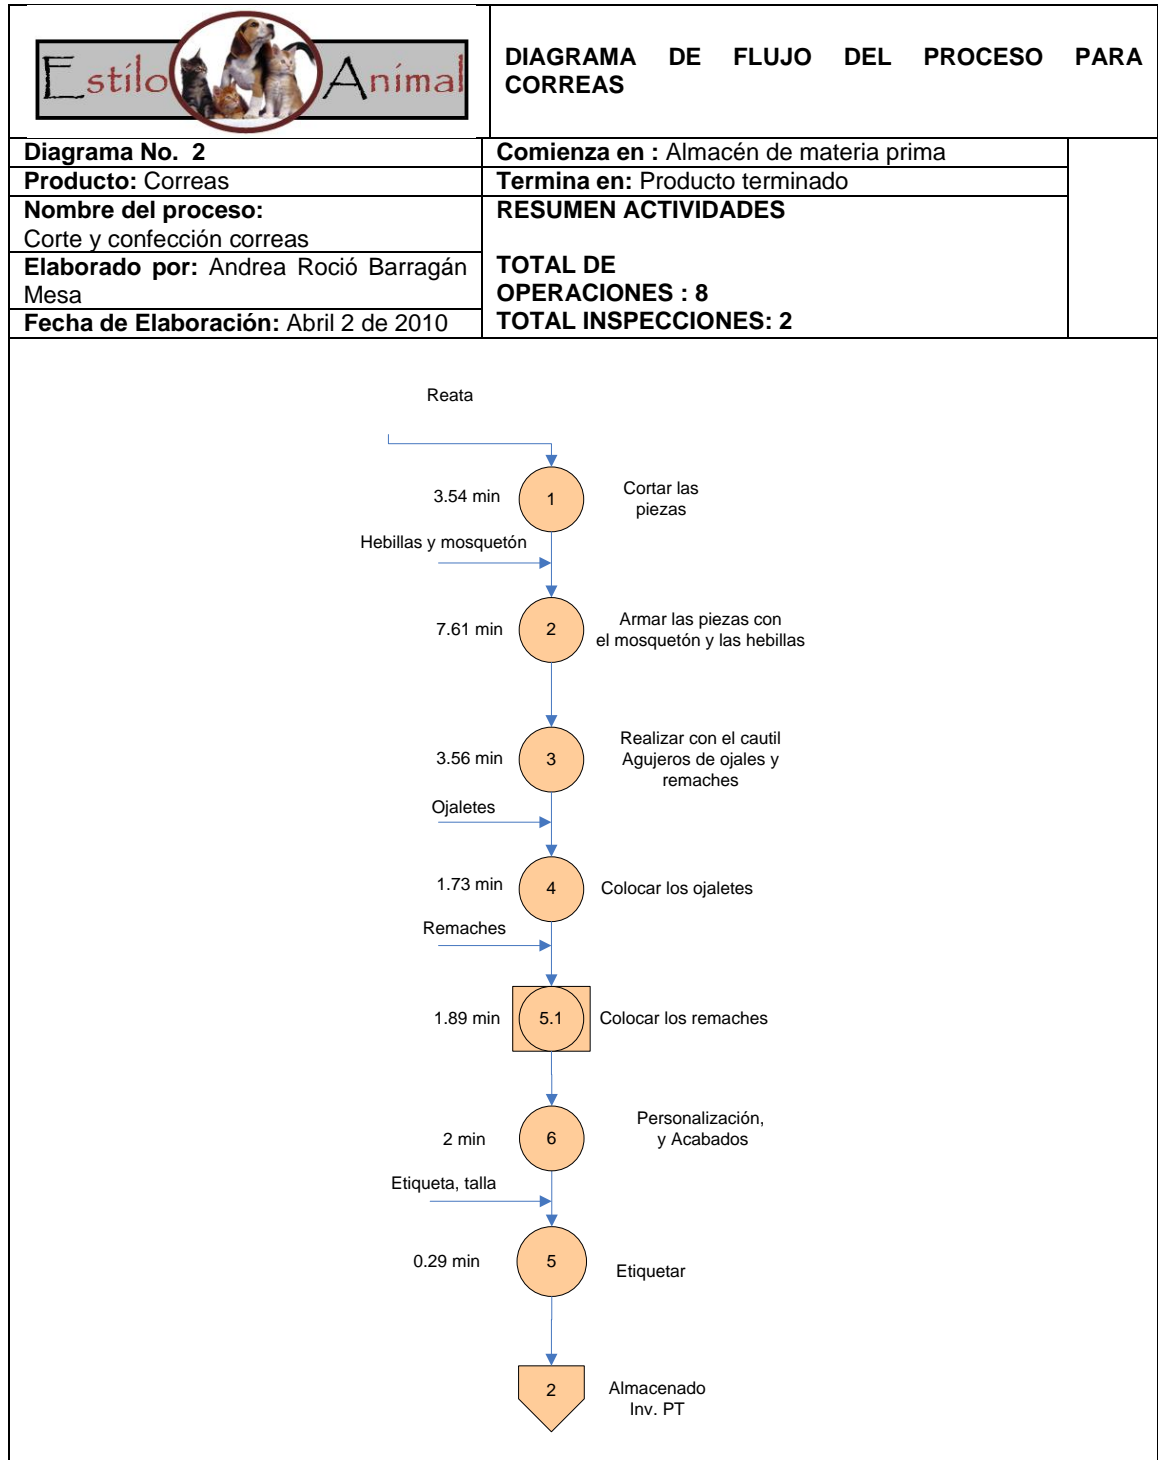 Estilo Animal
DIAGRAMA DE FLUJO DEL PROCESO PARA
CORREAS
Diagrama No. 2
Comienza en : Almacén de materia prima
Producto: Correas
Termina en: Producto terminado
Nombre del proceso:
Corte y confección correas
RESUMEN ACTIVIDADES
Elaborado por: Andrea Roció Barragán
Mesa
TOTAL DE
OPERACIONES : 8
Fecha de Elaboración: Abril 2 de 2010
TOTAL INSPECCIONES: 2
Reata
3.54 min
1
Cortar las
piezas
Hebillas y mosquetón
7.61 min
2
Armar las piezas con
el mosquetón y las hebillas
3.56 min
3
Realizar con el cautil
Agujeros de ojales y
remaches
Ojaletes
1.73 min
4
Colocar los ojaletes
Remaches
1.89 min
5.1
Colocar los remaches
2 min
6
Personalización,
y Acabados
Etiqueta, talla
0.29 min
5
Etiquetar
2
Almacenado
Inv. PT